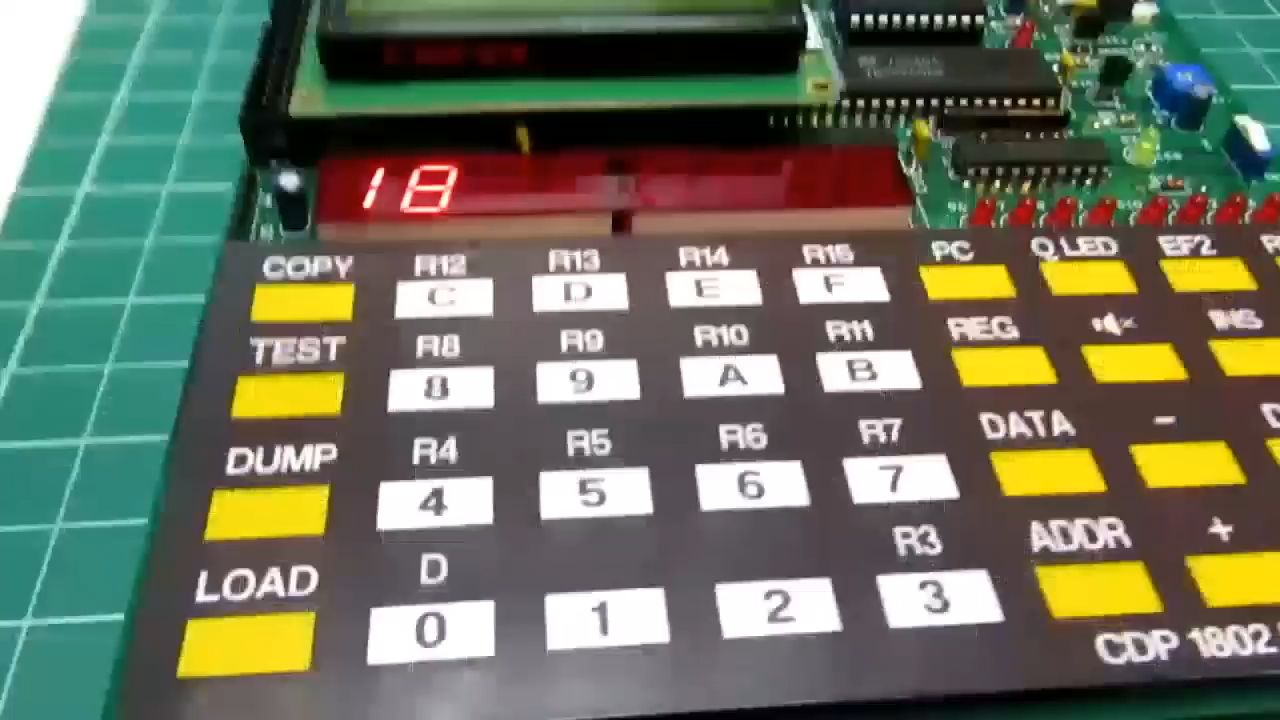 18
COPY R12 R13 R14 R15 PC Q LED EF2
C D E F
TEST R8 R9 R10 R11 REG INS
8 9 A B
DUMP R4 R5 R6 R7 DATA -
4 5 6 7
LOAD D R3 ADDR +
0 1 2 3
CDP 1802